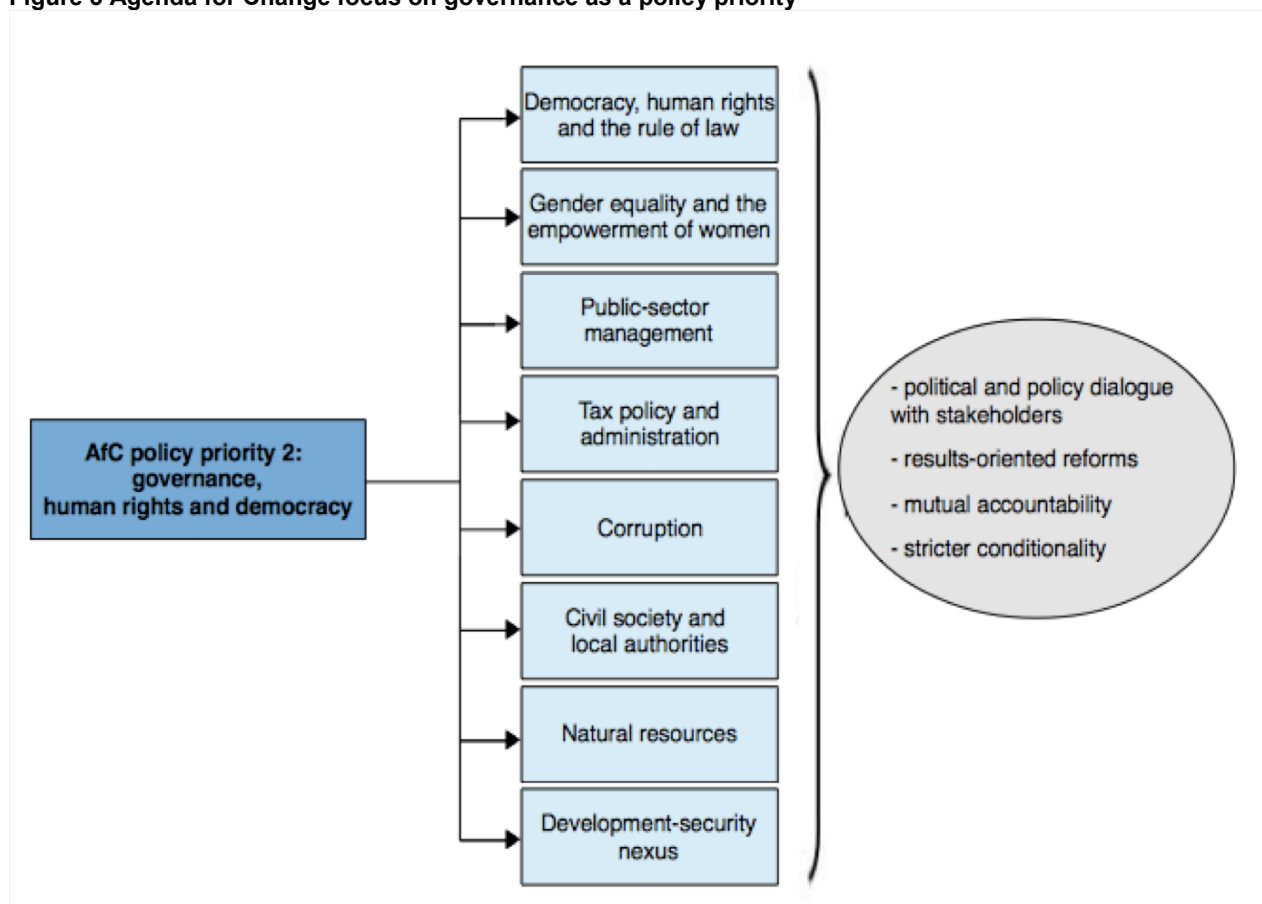 Figure 3 Agenda for Change focus on governance as a policy priority
Democracy, human rights
and the rule of law
Gender equality and the
empowerment of women
Public-sector
management
Tax policy and
administration
AfC policy priority 2:
governance,
human rights and democracy
Corruption
Civil society and
local authorities
Natural resources
Development-security
nexus
- political and policy dialogue
with stakeholders
- results-oriented reforms
- mutual accountability
- stricter conditionality